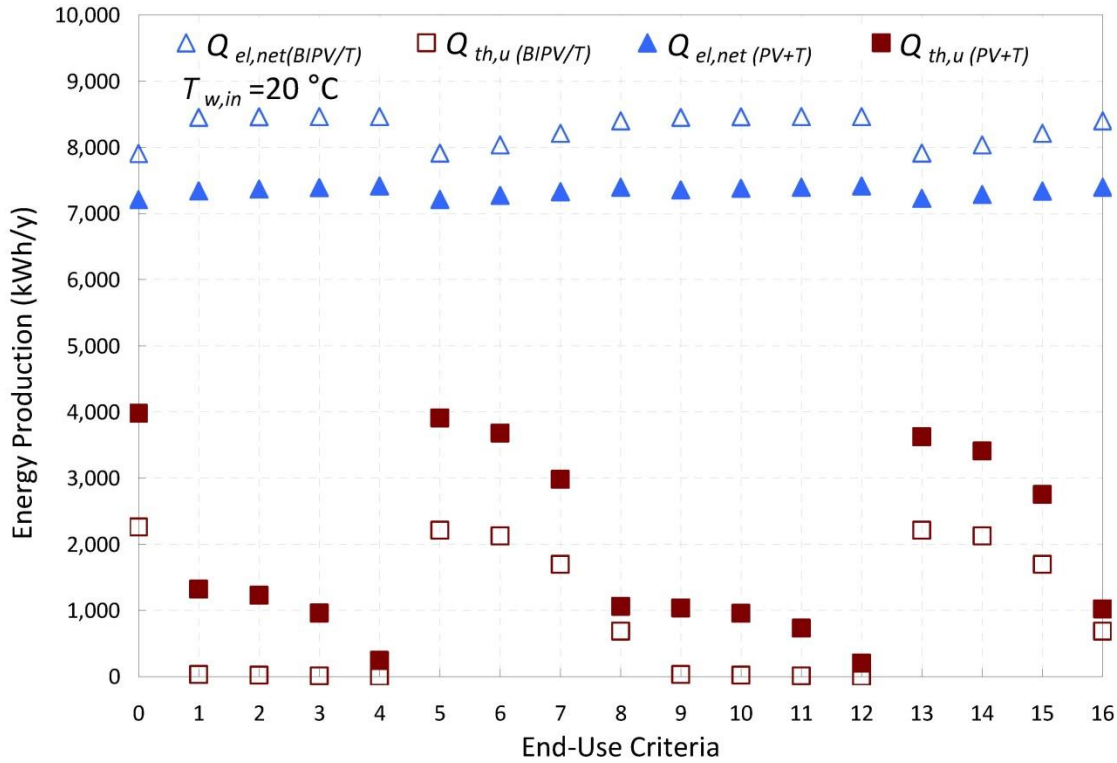 10,000
9,000
8,000
7,000
6,000
5,000
4,000
3,000
2,000
1,000
0
Energy Production (kWh/y)
Q el,net(BIPV/T) Q th,u (BIPV/T) Q el,net (PV+T) Q th,u (PV+T)
T w,in =20 °C
0 1 2 3 4 5 6 7 8 9 10 11 12 13 14 15 16
End-Use Criteria